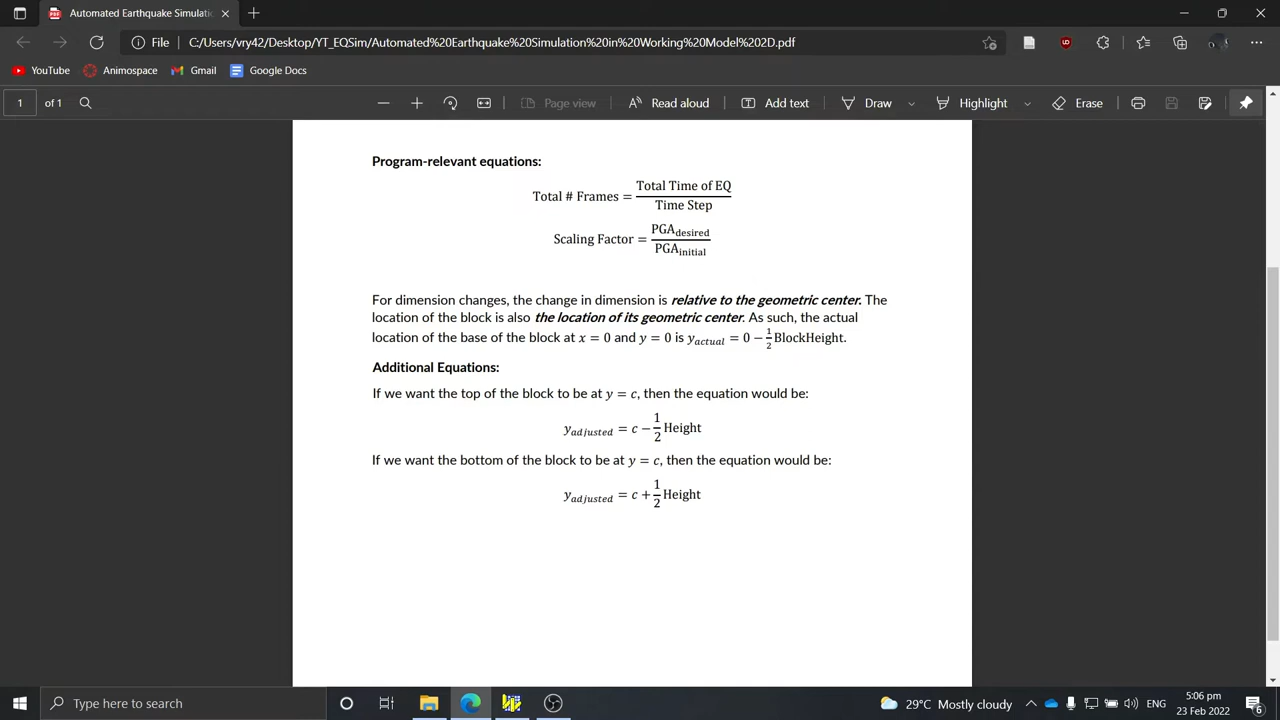 Automated Earthquake Simulati
File C:/Users/vry42/Desktop/YT_EQSim/Automated%20Earthquake%20Simulation%20in%20Working%20Model%202D.pdf
YouTube Animospace Gmail Google Docs
1 of 1 Page view Read aloud Add text Draw Highlight Erase
Program-relevant equations:
Total # Frames = Total Time of EQ / Time Step
Scaling Factor = PGA_desired / PGA_initial
For dimension changes, the change in dimension is relative to the geometric center. The
location of the block is also the location of its geometric center. As such, the actual
location of the base of the block at x = 0 and y = 0 is y_actual = 0 − 1/2 BlockHeight.
Additional Equations:
If we want the top of the block to be at y = c, then the equation would be:
y_adjusted = c − 1/2 Height
If we want the bottom of the block to be at y = c, then the equation would be:
y_adjusted = c + 1/2 Height
Type here to search 29°C Mostly cloudy ENG 5:06 pm
23 Feb 2022 6